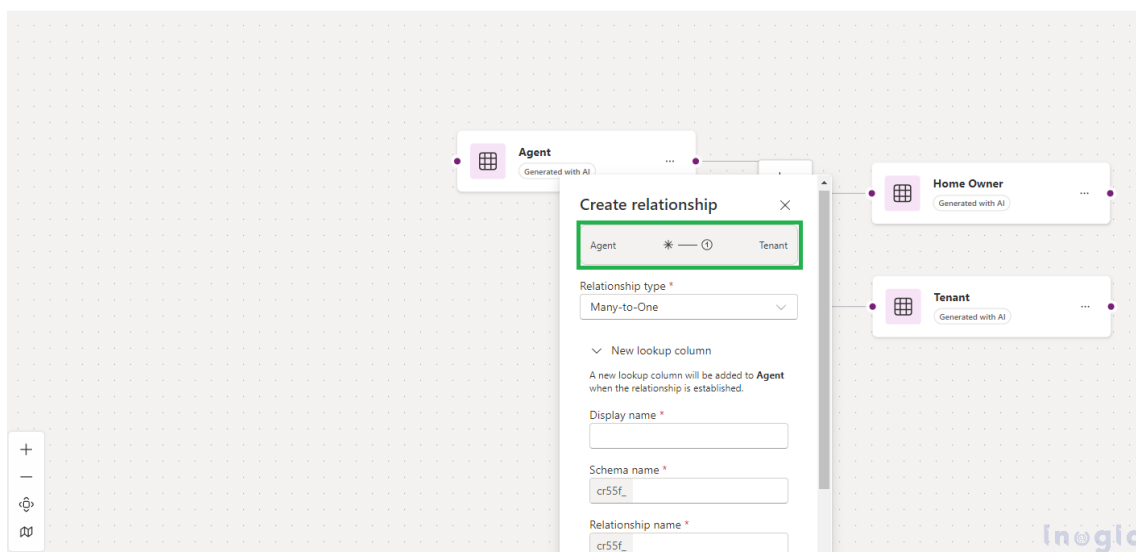 Agent
Generated with AI
Home Owner
Generated with AI
Create relationship
Agent
1
Tenant
Relationship type *
Many-to-One
Tenant
Generated with AI
New lookup column
A new lookup column will be added to Agent
when the relationship is established.
Display name *
Schema name *
cr55f_
Relationship name *
cr55f_